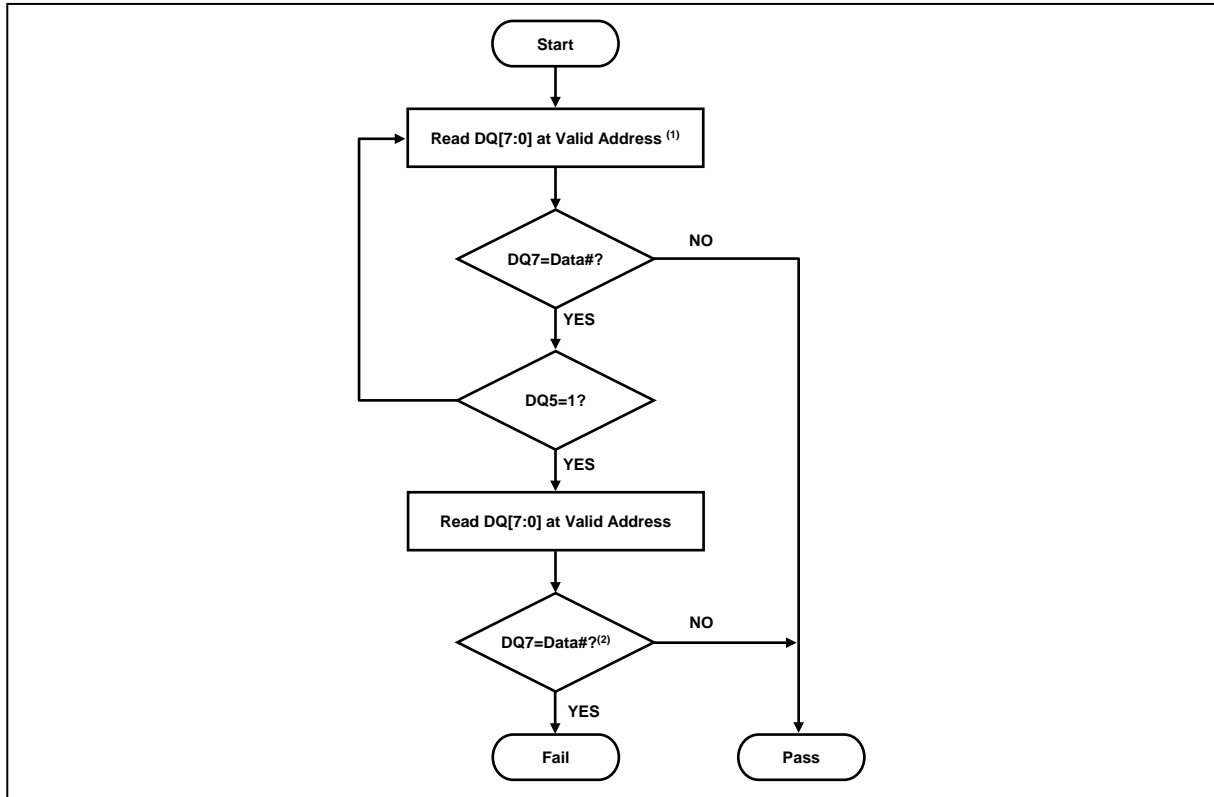 Start
Read DQ[7:0] at Valid Address (1)
DQ7=Data#?
NO
YES
DQ5=1?
YES
Read DQ[7:0] at Valid Address
DQ7=Data#?(2)
NO
YES
Fail
Pass